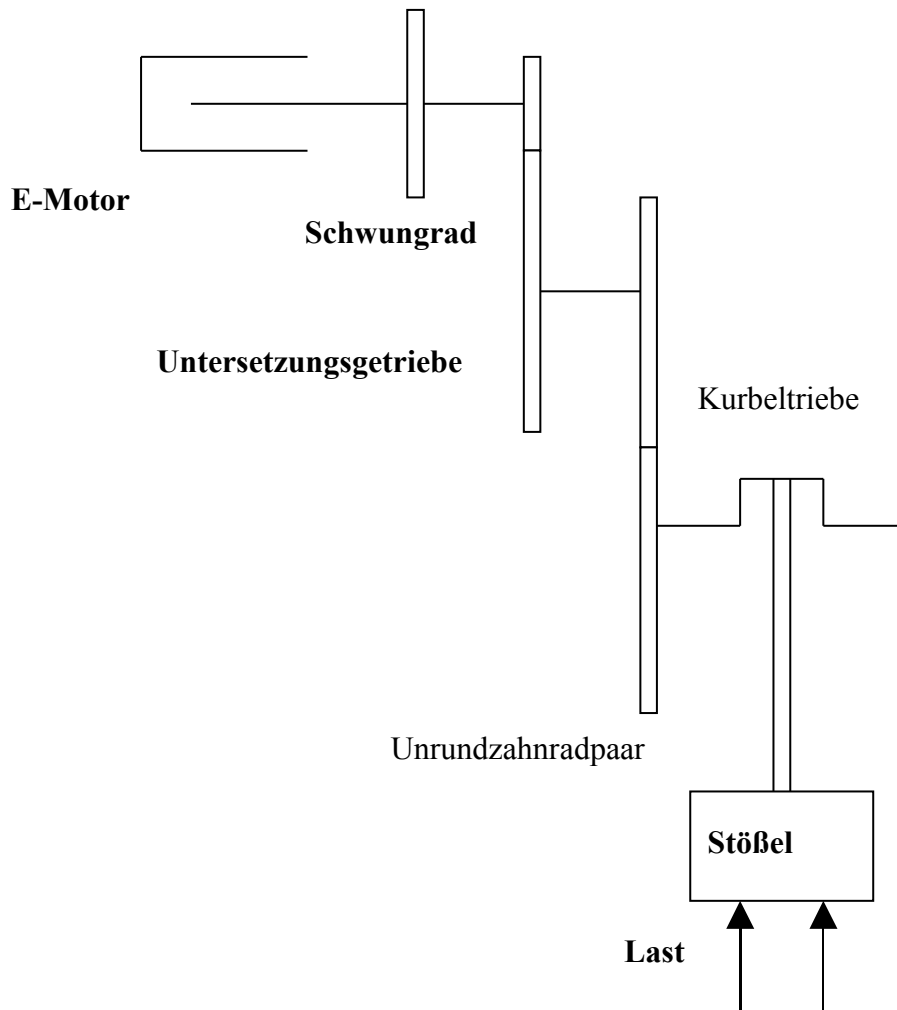 E-Motor
Schwungrad
Untersetzungsgetriebe
Kurbeltriebe
Unrundzahnradpaar
Stößel
Last